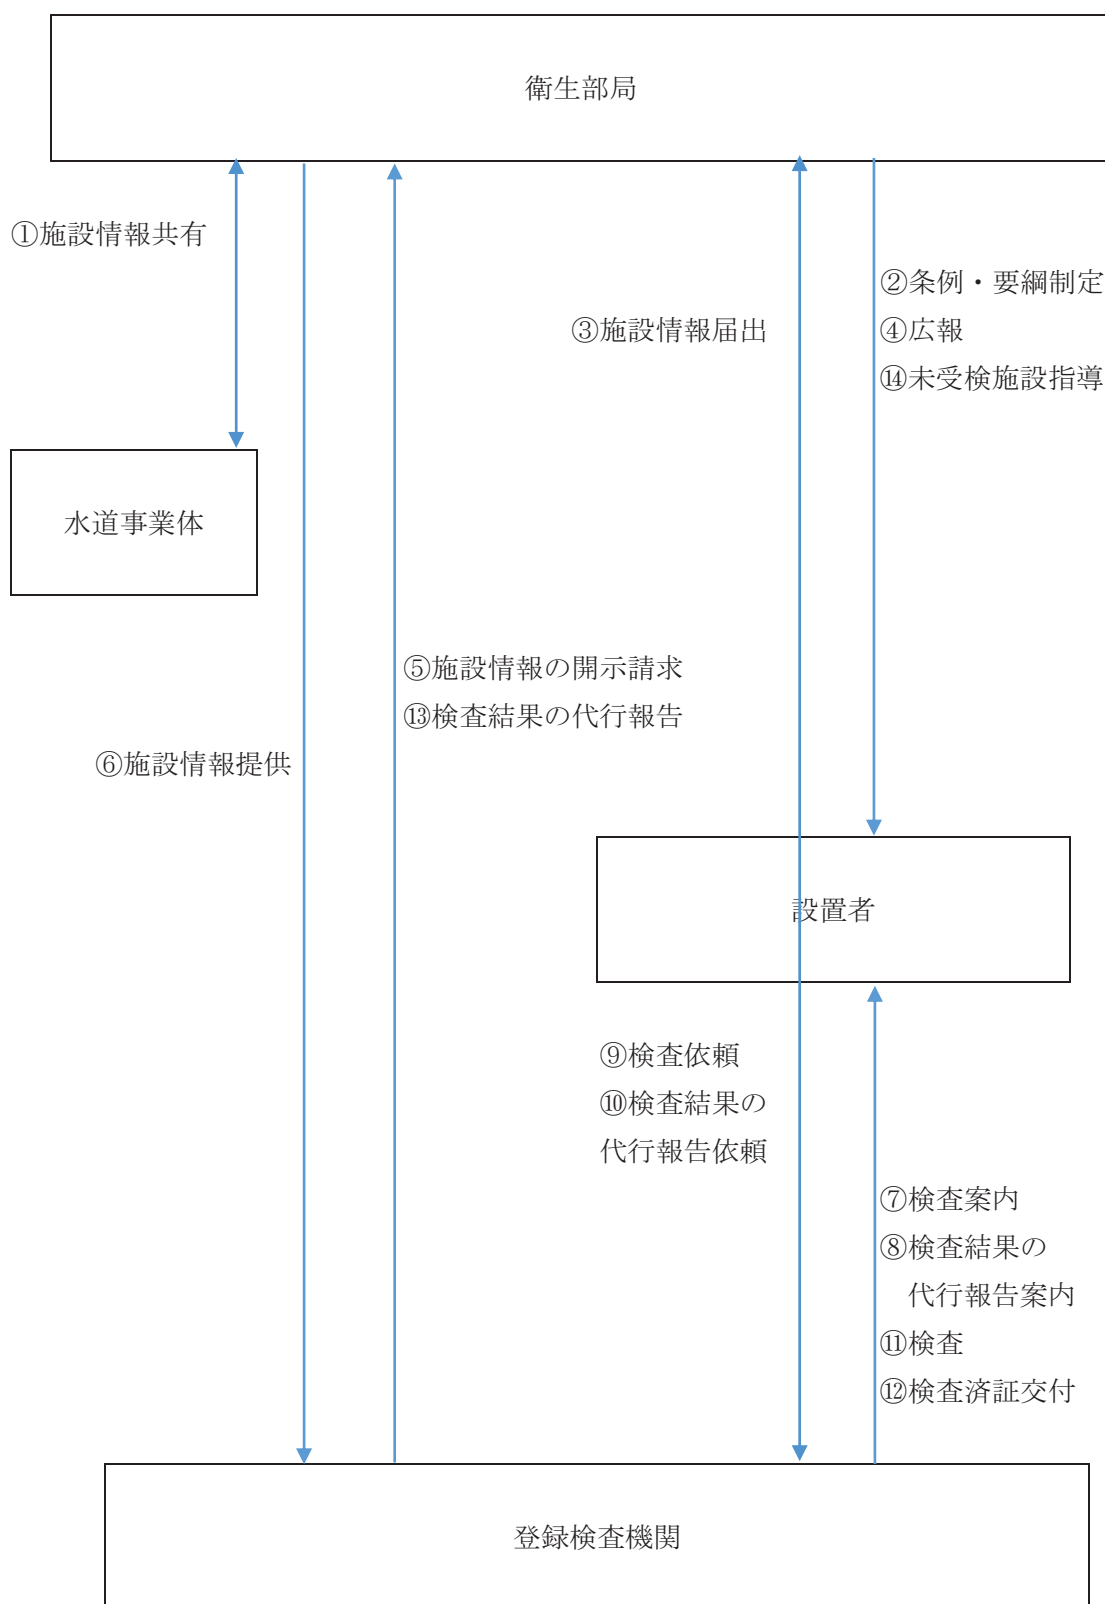 衛生部局
①施設情報共有
②条例・要綱制定
③施設情報届出
④広報
⑭未受検施設指導
水道事業体
⑤施設情報の開示請求
⑬検査結果の代行報告
⑥施設情報提供
設置者
⑨検査依頼
⑩検査結果の
代行報告依頼
⑦検査案内
⑧検査結果の
代行報告案内
⑪検査
⑫検査済証交付
登録検査機関